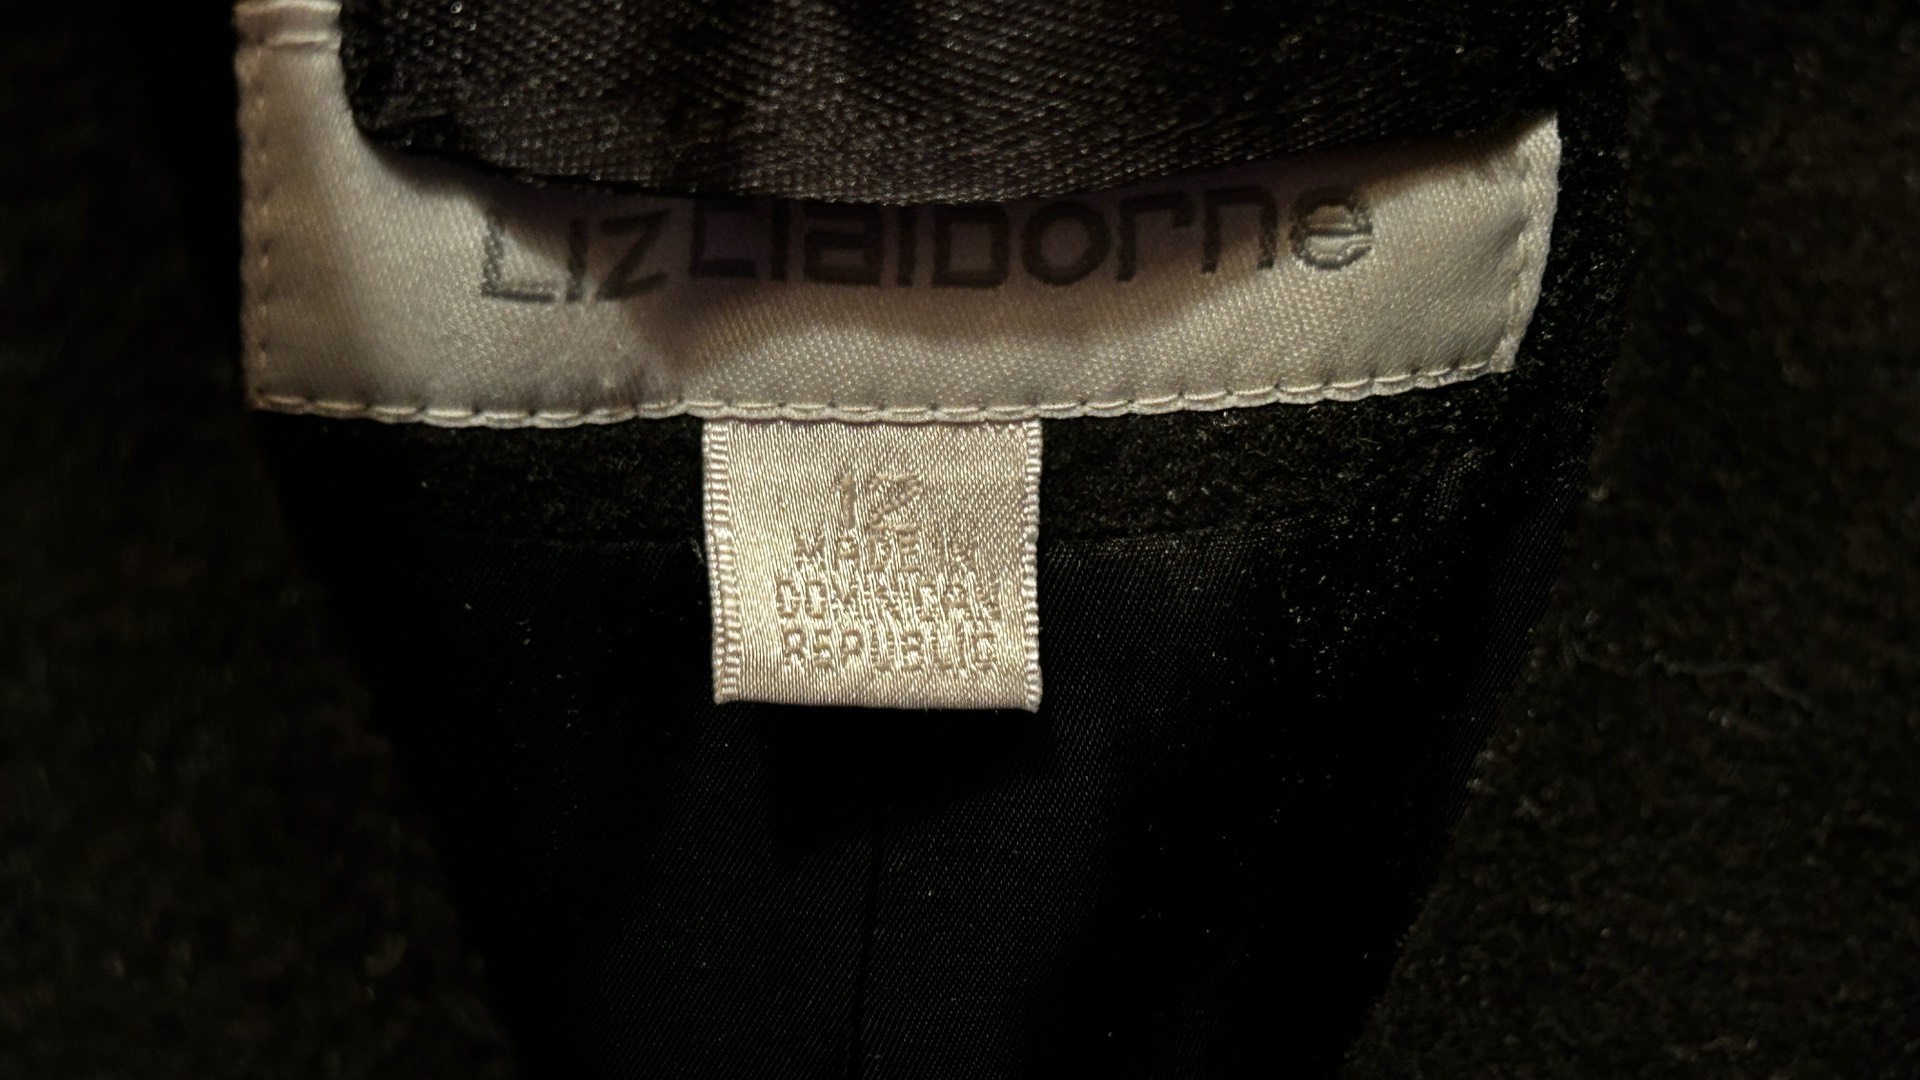 Liz Claiborne
12
MADE IN
DOMINICAN
REPUBLIC